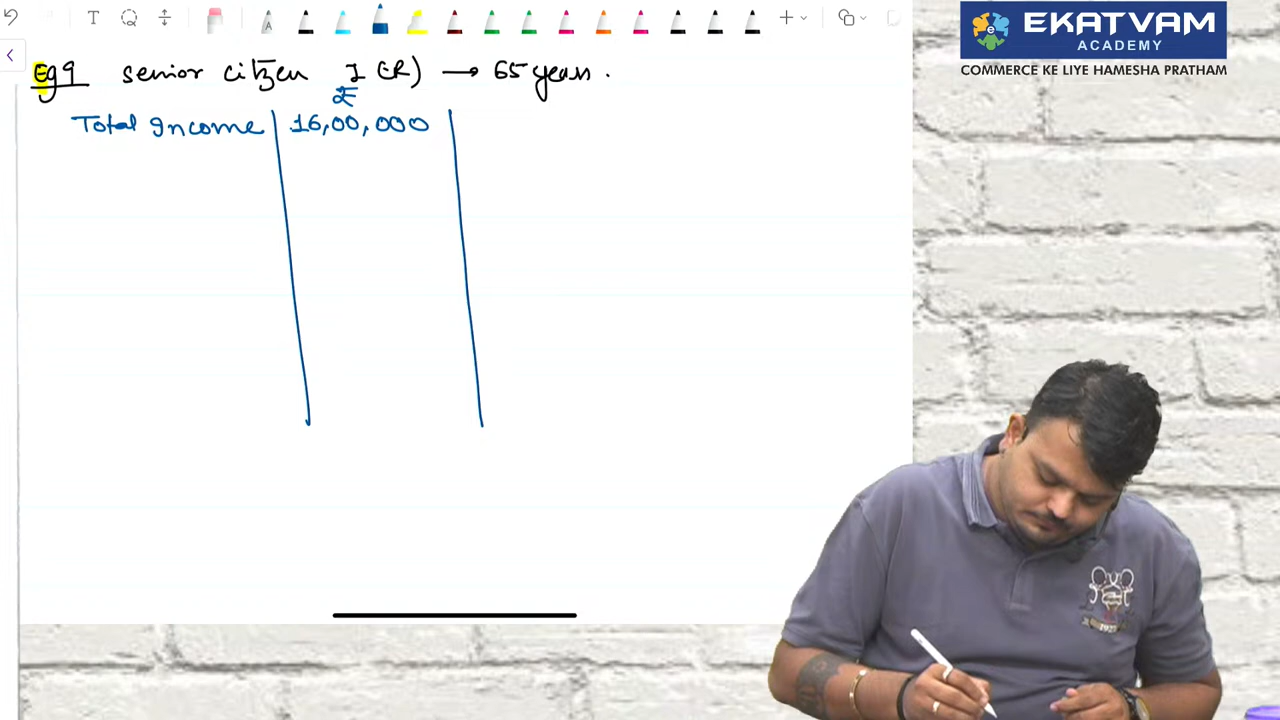 EKATVAM
ACADEMY
COMMERCE KE LIYE HAMESHA PRATHAM
Eg 9 senior citizen I (R) → 65 years.
I
Total Income 16,00,000